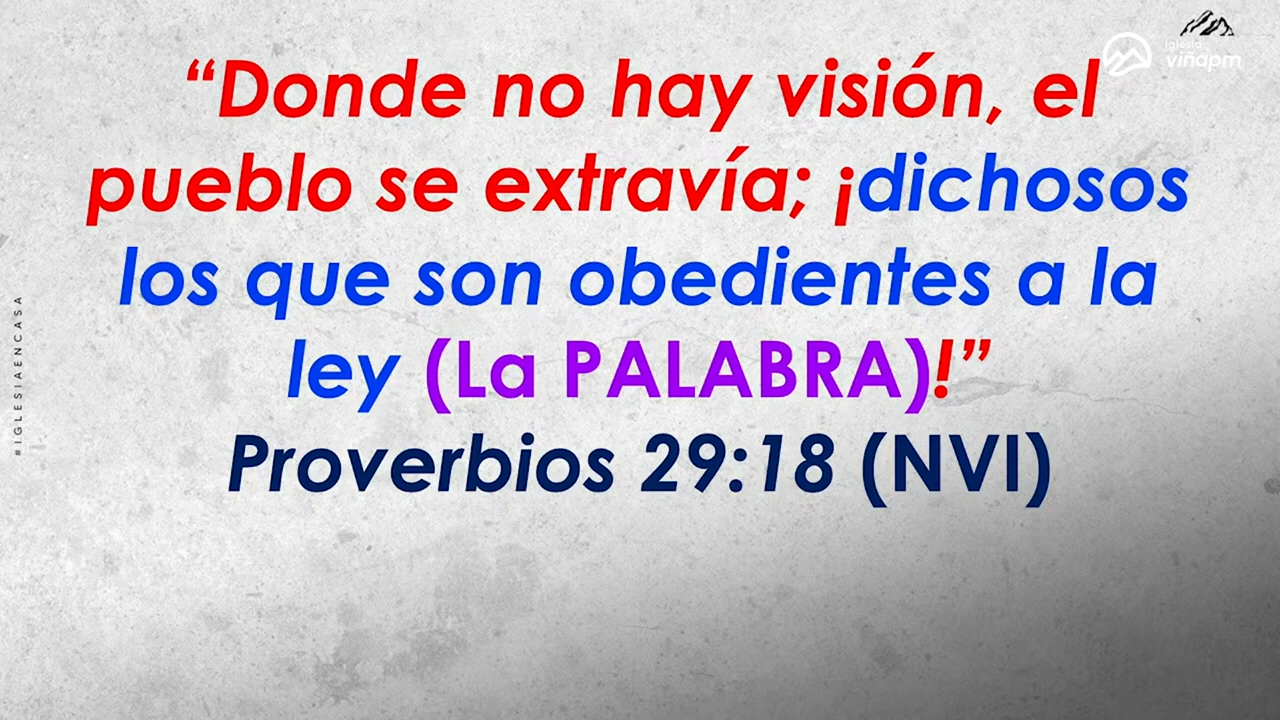 iglesia
viñapm
“Donde no hay visión, el
pueblo se extravía; ¡dichosos
los que son obedientes a la
ley (La PALABRA)!”
Proverbios 29:18 (NVI)
#IGLESIAENCASA